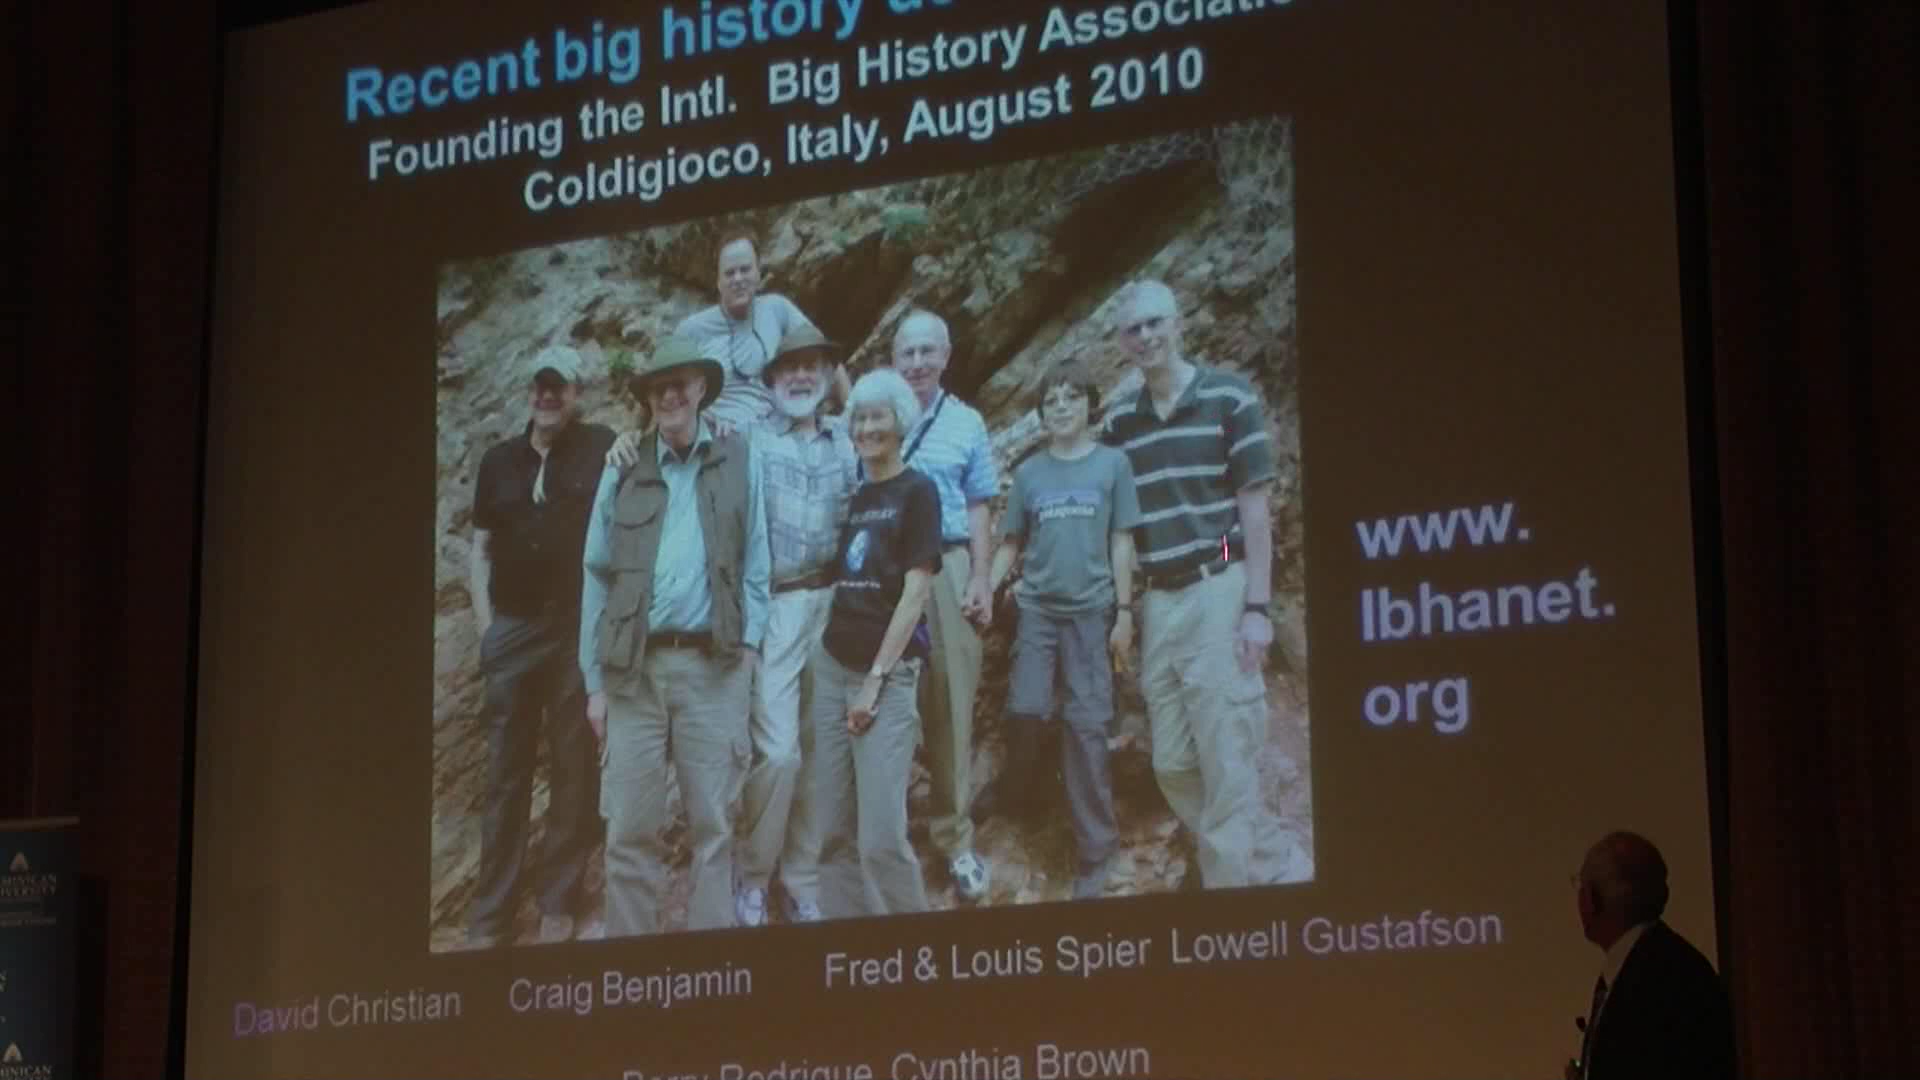 Recent big history
Founding the Intl. Big History
Coldigioco, Italy, August 2010
patagonia
www.
Ibhanet.
org
David Christian Craig Benjamin Fred & Louis Spier Lowell Gustafson
Cynthia Brown